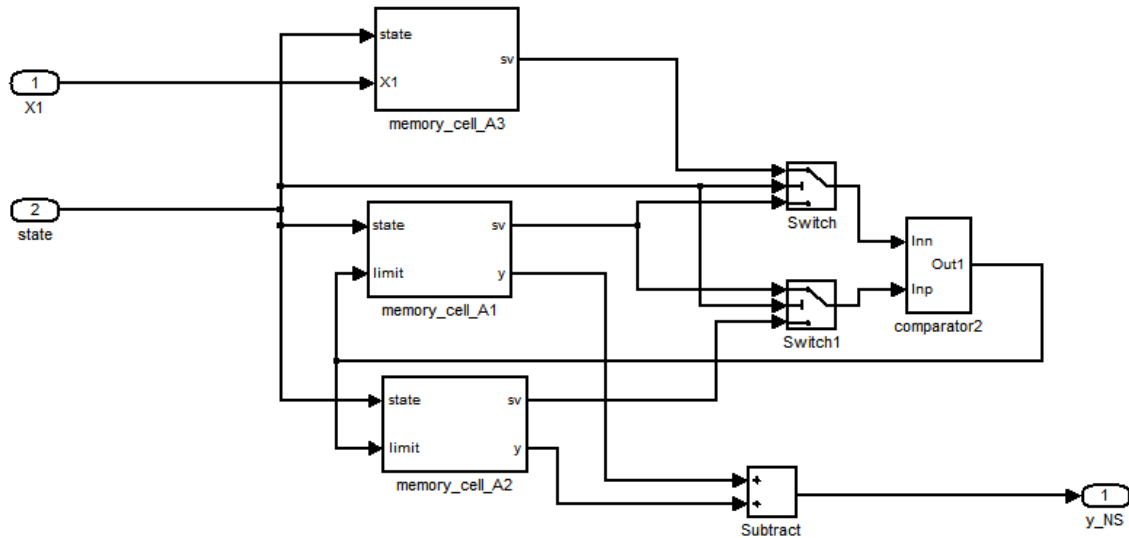 state
sv
X1
memory_cell_A3
1
X1
2
state
Switch
state
sv
limit
y
memory_cell_A1
Inn
Out1
Inp
comparator2
Switch1
state
sv
limit
y
memory_cell_A2
+
+
Subtract
1
y_NS